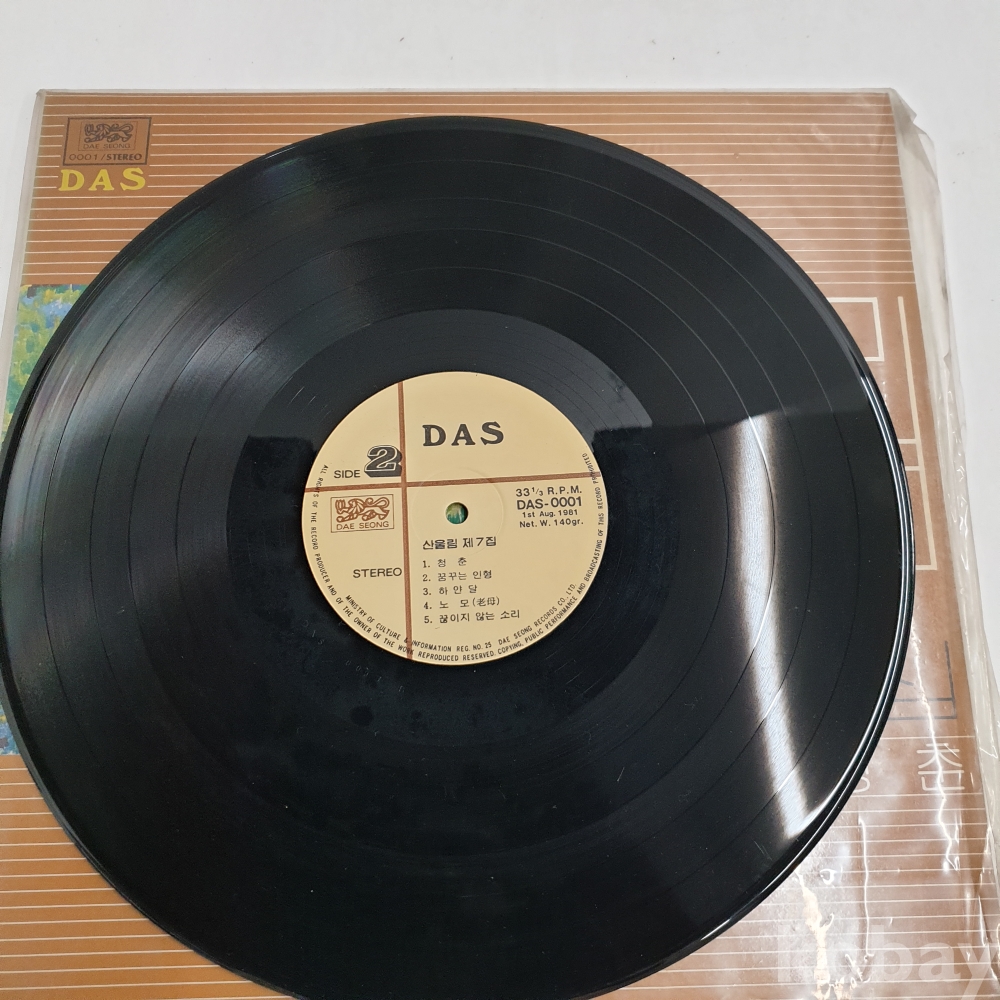 DAE SEONG
0001/STEREO
DAS
DAS
SIDE 2
33 1/3 R.P.M.
DAS-0001
1st Aug. 1981
Net. W. 140gr.
DAE SEONG
STEREO
산울림 제7집
1. 청 춘
2. 꿈꾸는 인형
3. 하얀 달
4. 노 모(老母)
5. 끊이지 않는 소리
ALL RIGHTS OF THE RECORD PRODUCER AND OF THE OWNER OF THE WORK REPRODUCED RESERVED. COPYING, PUBLIC PERFORMANCE AND BROADCASTING OF THIS RECORD PROHIBITED
MINISTRY OF CULTURE & INFORMATION REG. NO. 25 DAE SEONG RECORDS CO., LTD.
춘